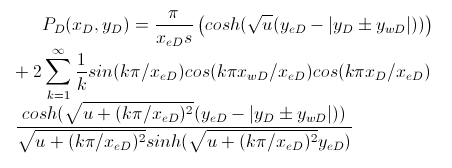 P_D(x_D, y_D) = \frac{\pi}{x_{eD}s} \left( cosh(\sqrt{u}(y_{eD} - |y_D \pm y_{wD}|)) \right)
+ 2 \sum_{k=1}^{\infty} \frac{1}{k} sin(k\pi/x_{eD})cos(k\pi x_{wD}/x_{eD})cos(k\pi x_D/x_{eD})
\frac{cosh(\sqrt{u + (k\pi/x_{eD})^2}(y_{eD} - |y_D \pm y_{wD}|))}{\sqrt{u + (k\pi/x_{eD})^2}sinh(\sqrt{u + (k\pi/x_{eD})^2}y_{eD})}